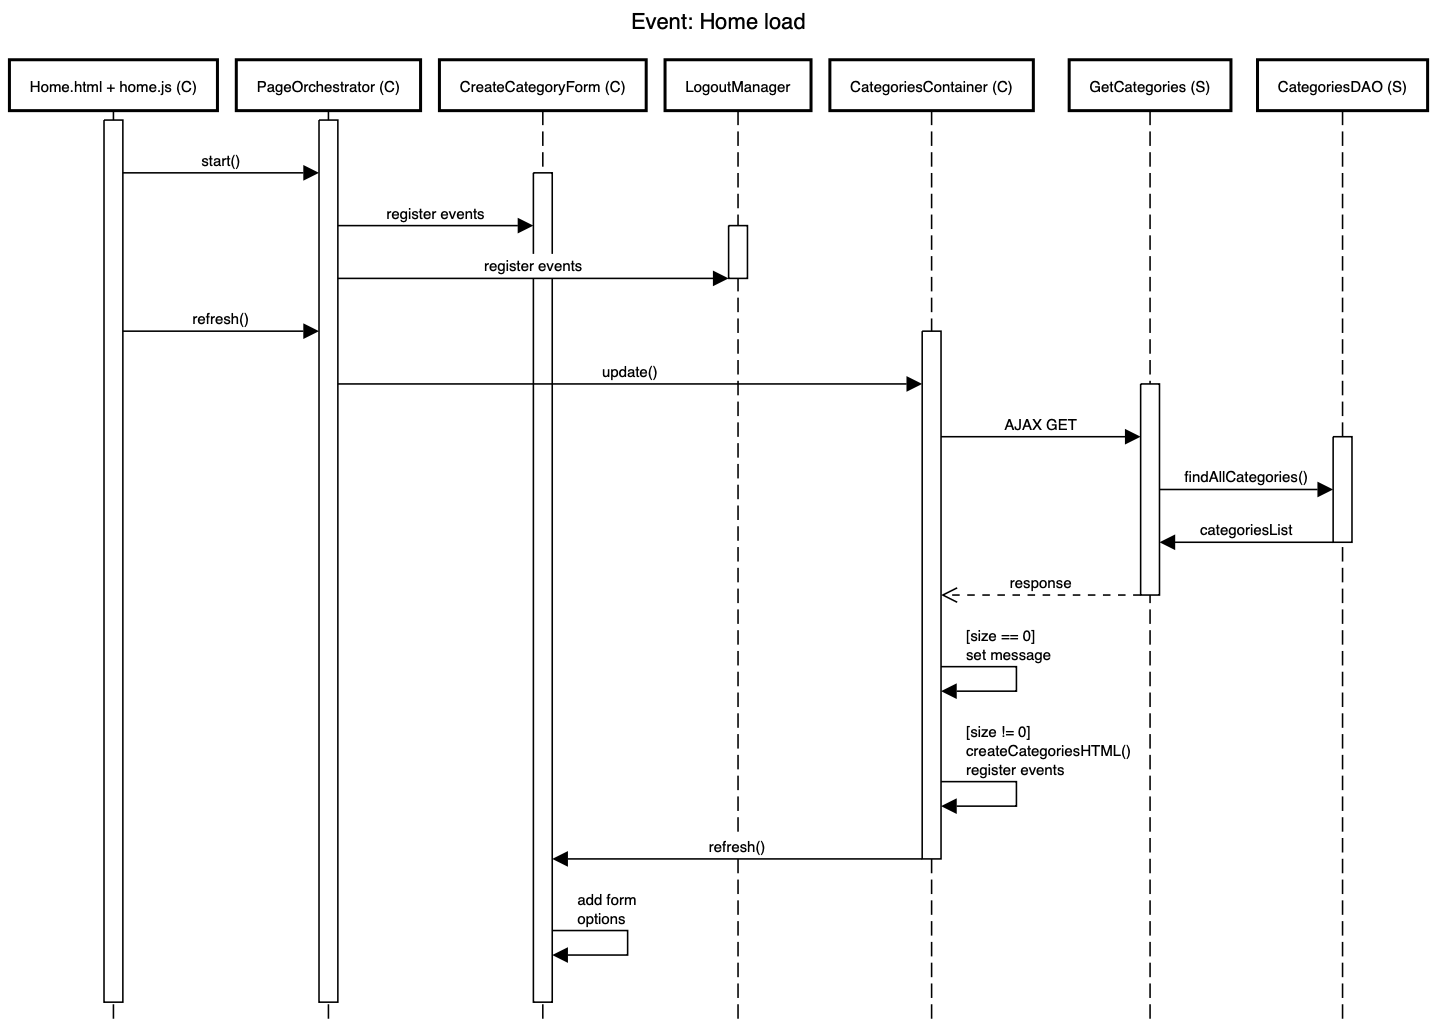 Event: Home load
Home.html + home.js (C)
PageOrchestrator (C)
CreateCategoryForm (C)
LogoutManager
CategoriesContainer (C)
GetCategories (S)
CategoriesDAO (S)
start()
register events
register events
refresh()
update()
AJAX GET
findAllCategories()
categoriesList
response
[size == 0]
set message
[size != 0]
createCategoriesHTML()
register events
refresh()
add form
options